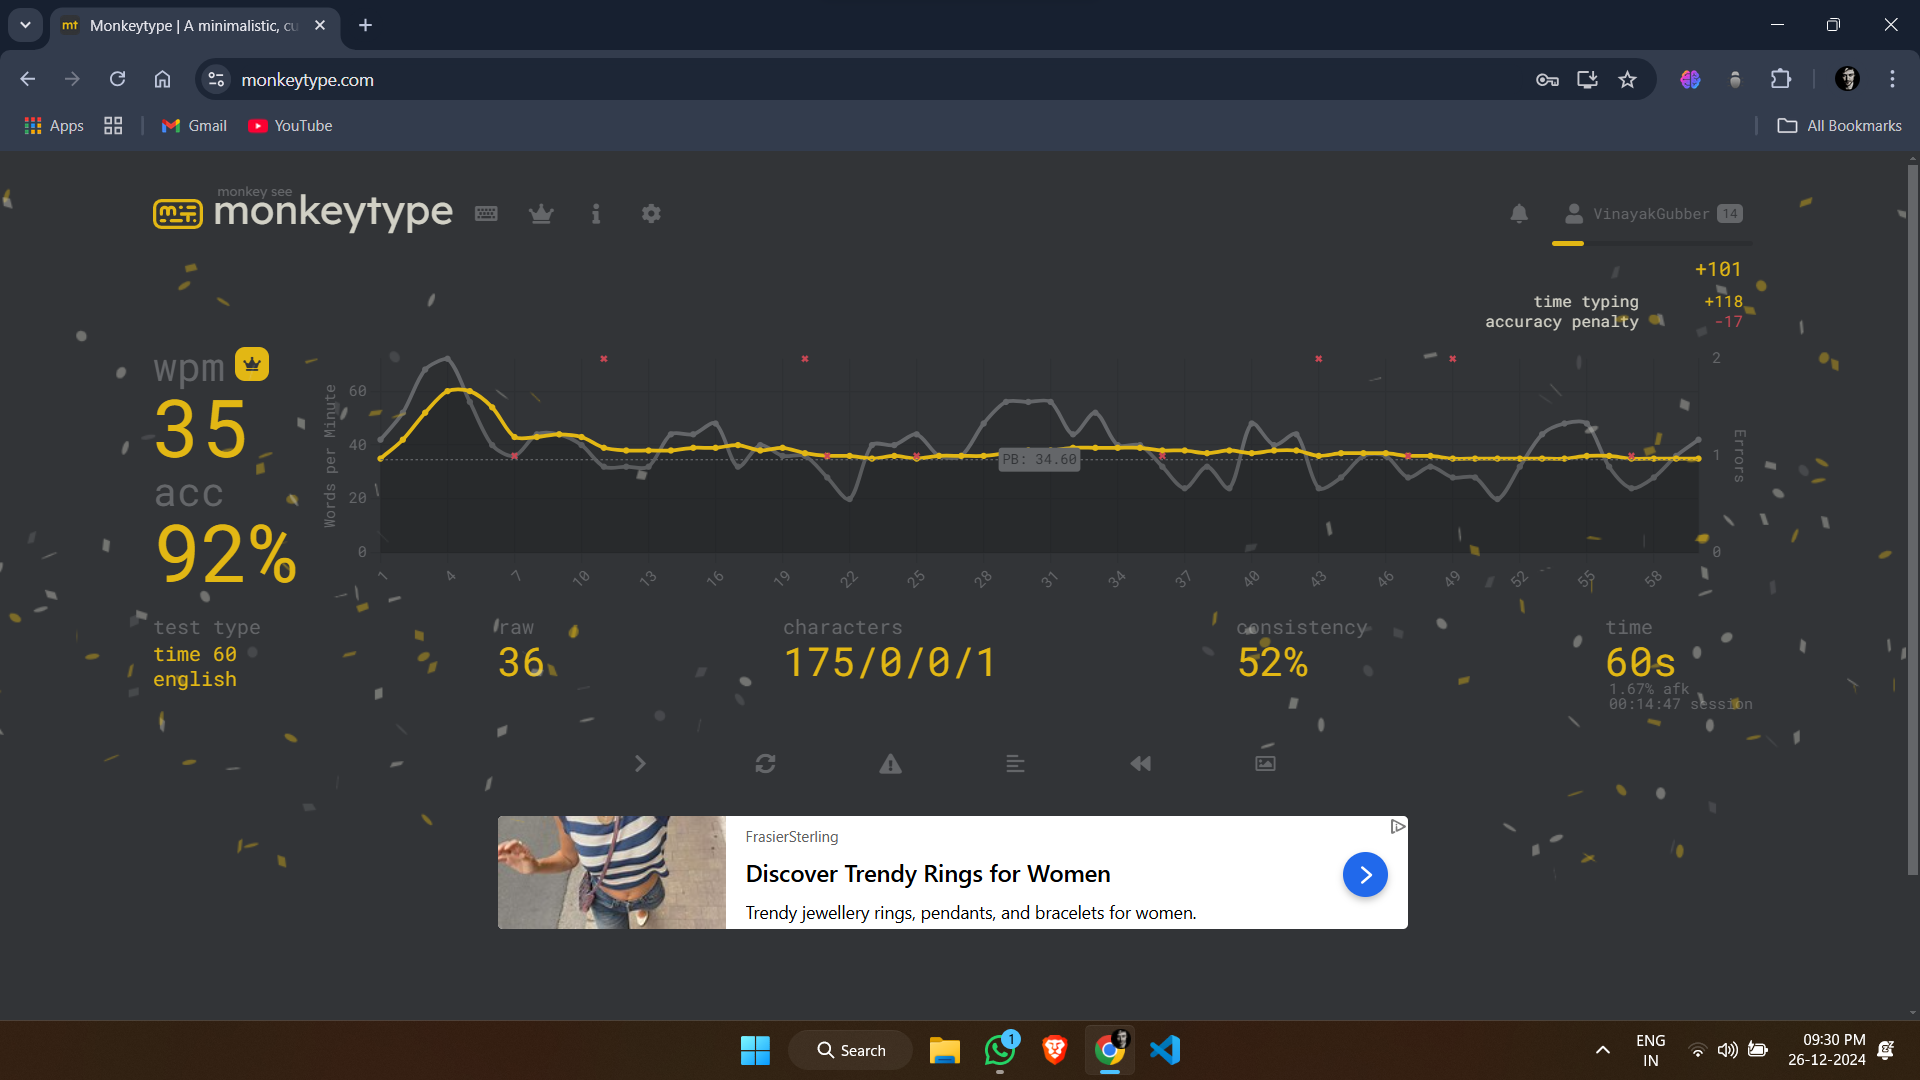 mt Monkeytype | A minimalistic, cu
monkeytype.com
Apps
Gmail
YouTube
All Bookmarks
monkey see
monkeytype
VinayakGubber 14
+101
time typing +118
accuracy penalty -17
wpm
35
acc
92%
Words per Minute
60
40
20
0
PB: 34.60
2
1
0
Errors
1 4 7 10 13 16 19 22 25 28 31 34 37 40 43 46 49 52 55 58
test type
time 60
english
raw
36
characters
175/0/0/1
consistency
52%
time
60s
1.67% afk
00:14:47 session
FrasierSterling
Discover Trendy Rings for Women
Trendy jewellery rings, pendants, and bracelets for women.
Search
1
ENG
IN
09:30 PM
26-12-2024